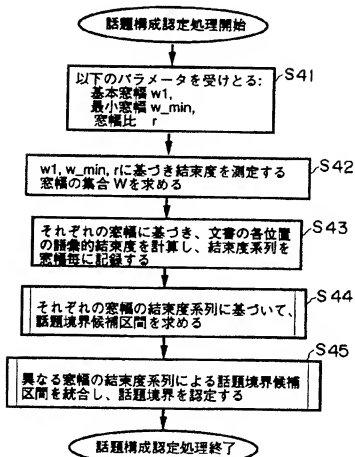 話題構成認定処理開始
S41
以下のパラメータを受けとる:
基本窓幅 w1,
最小窓幅 w_min,
窓幅比 r
S42
w1, w_min, rに基づき結束度を測定する
窓幅の集合 Wを求める
S43
それぞれの窓幅に基づき、文書の各位置
の語彙的結束度を計算し、結束度系列を
窓幅毎に記録する
S44
それぞれの窓幅の結束度系列に基づいて、
話題境界候補区間を求める
S45
異なる窓幅の結束度系列による話題境界候補
区間を統合し、話題境界を認定する
話題構成認定処理終了